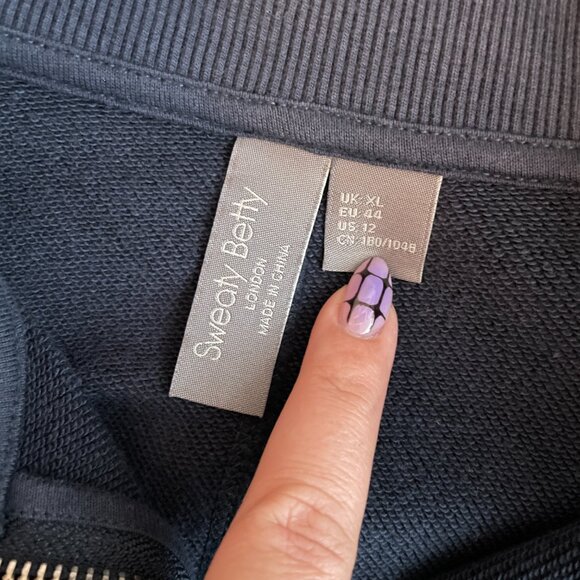 Sweaty Betty
LONDON
MADE IN CHINA
UK: XL
EU: 44
US: 12
CN: 180/104B